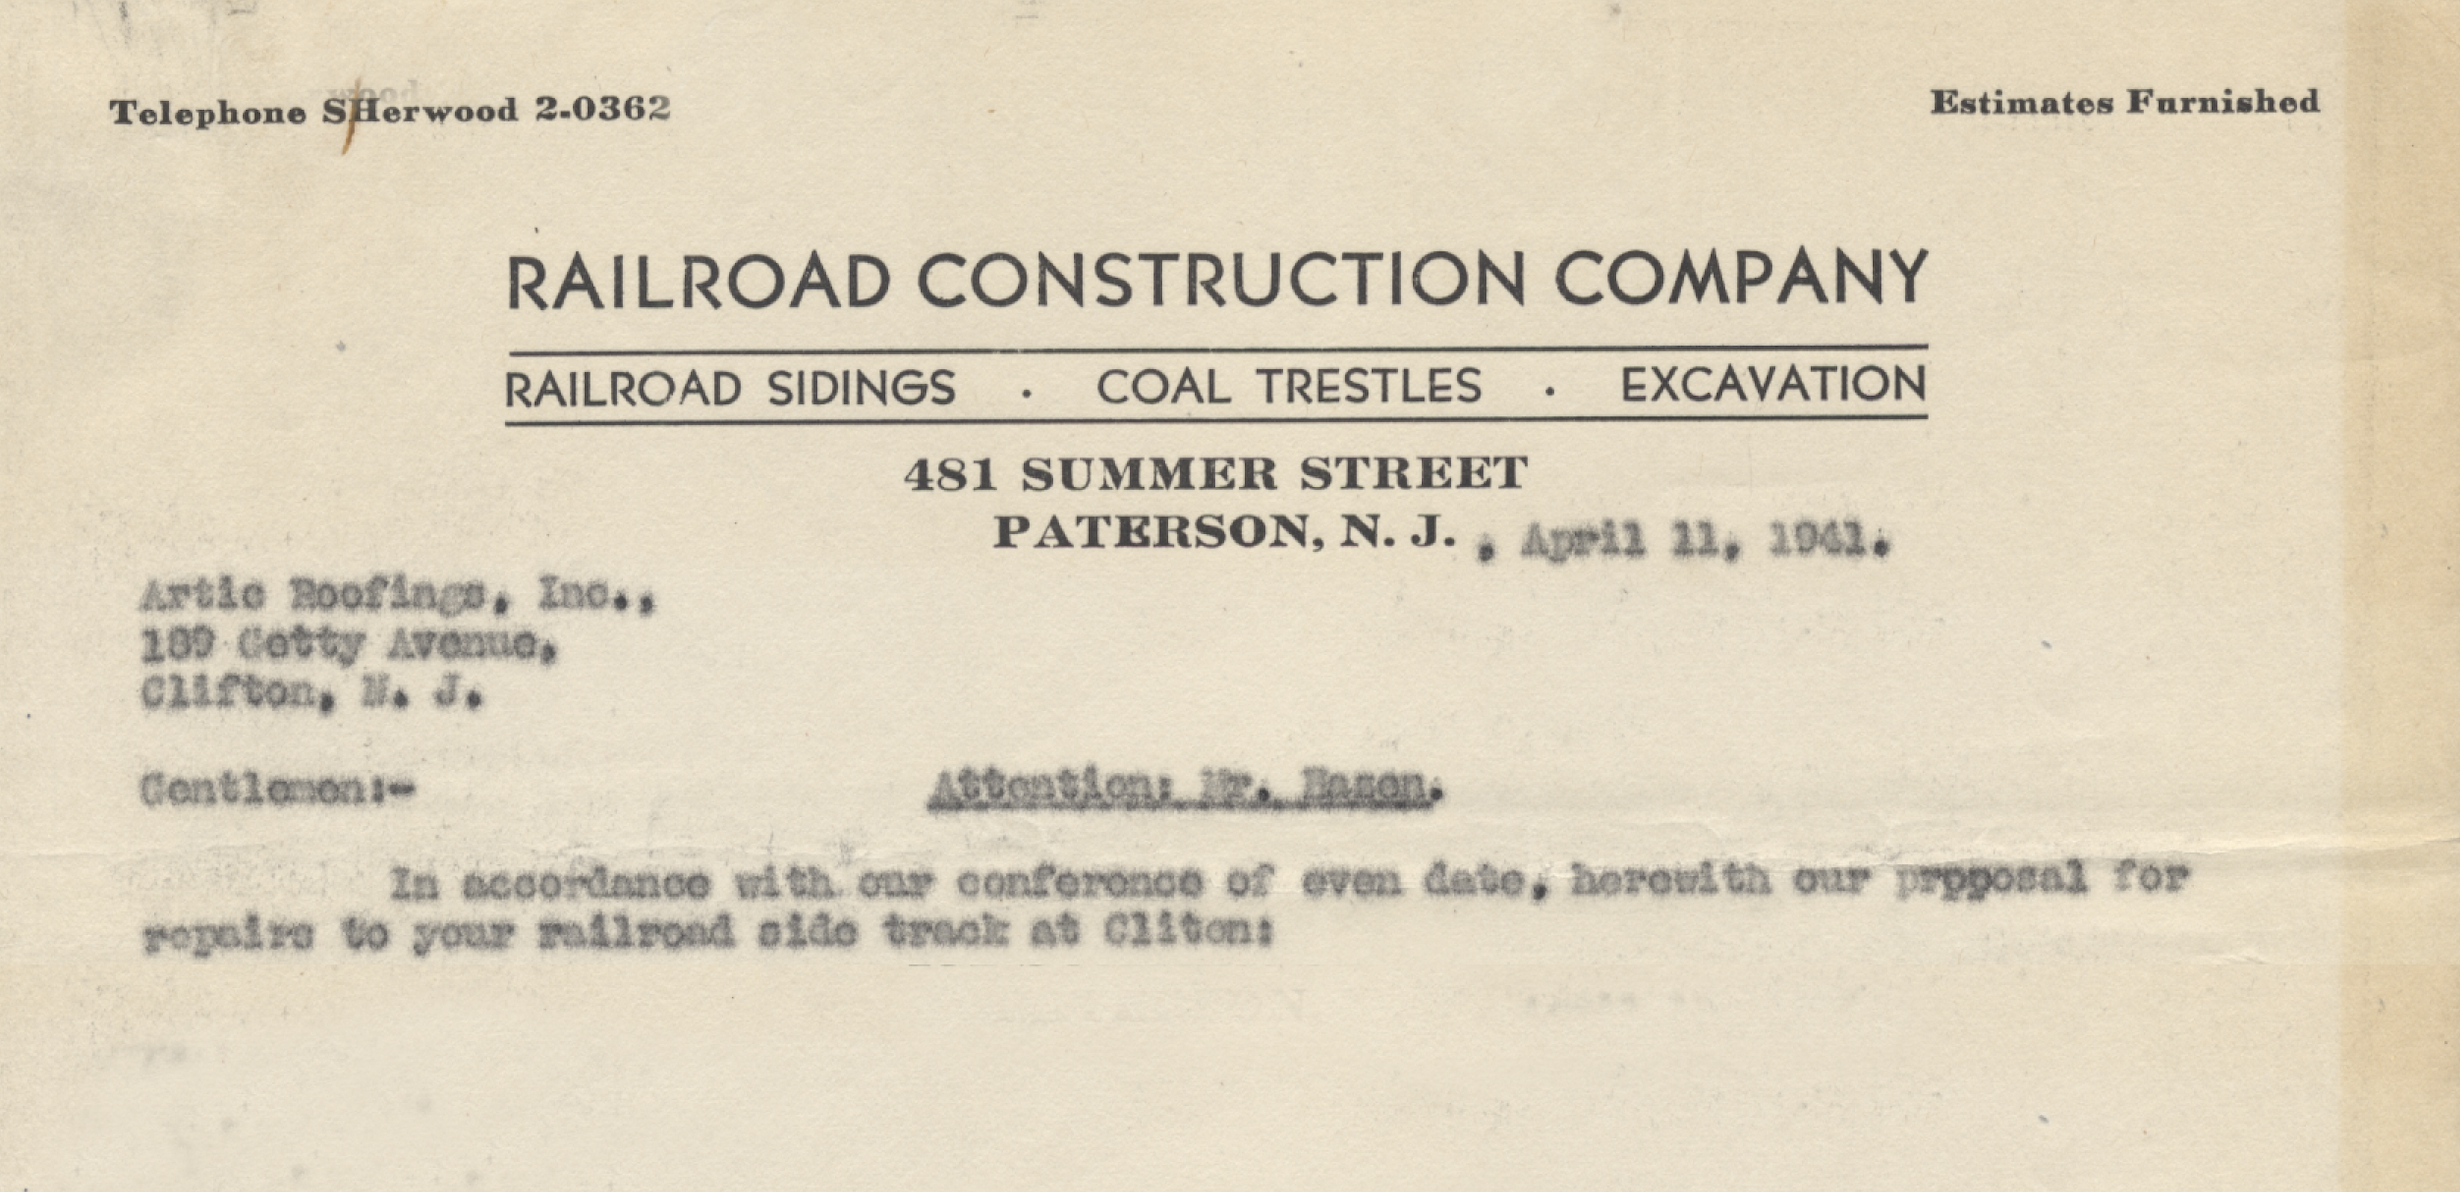 Telephone SHerwood 2-0362
Estimates Furnished
RAILROAD CONSTRUCTION COMPANY
RAILROAD SIDINGS · COAL TRESTLES · EXCAVATION
481 SUMMER STREET
PATERSON, N. J. , April 11, 1941.
Artic Roofings, Inc.,
189 Getty Avenue,
Clifton, N. J.
Gentlemen:-
Attention: Mr. Hazen.
In accordance with our conference of even date, herewith our prpposal for
repairs to your railroad side track at Cliton: